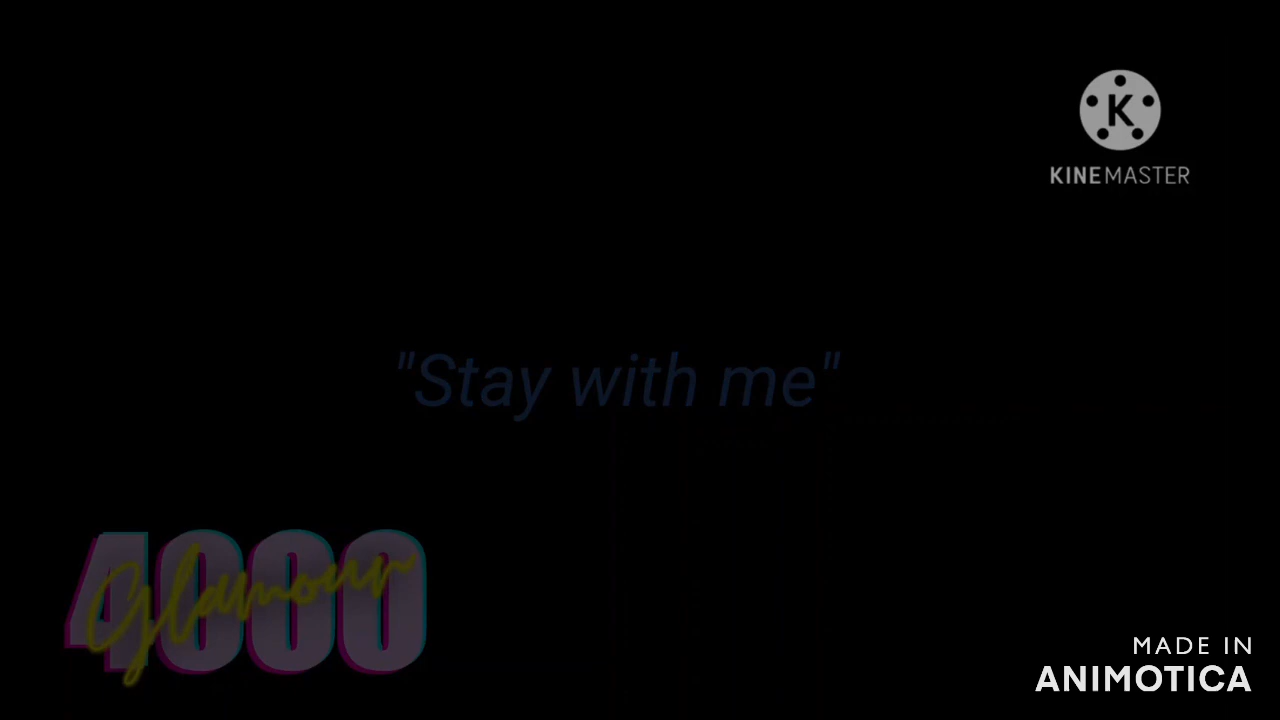 K
KINEMASTER
"Stay with me"
4000
Glamour
MADE IN
ANIMOTICA